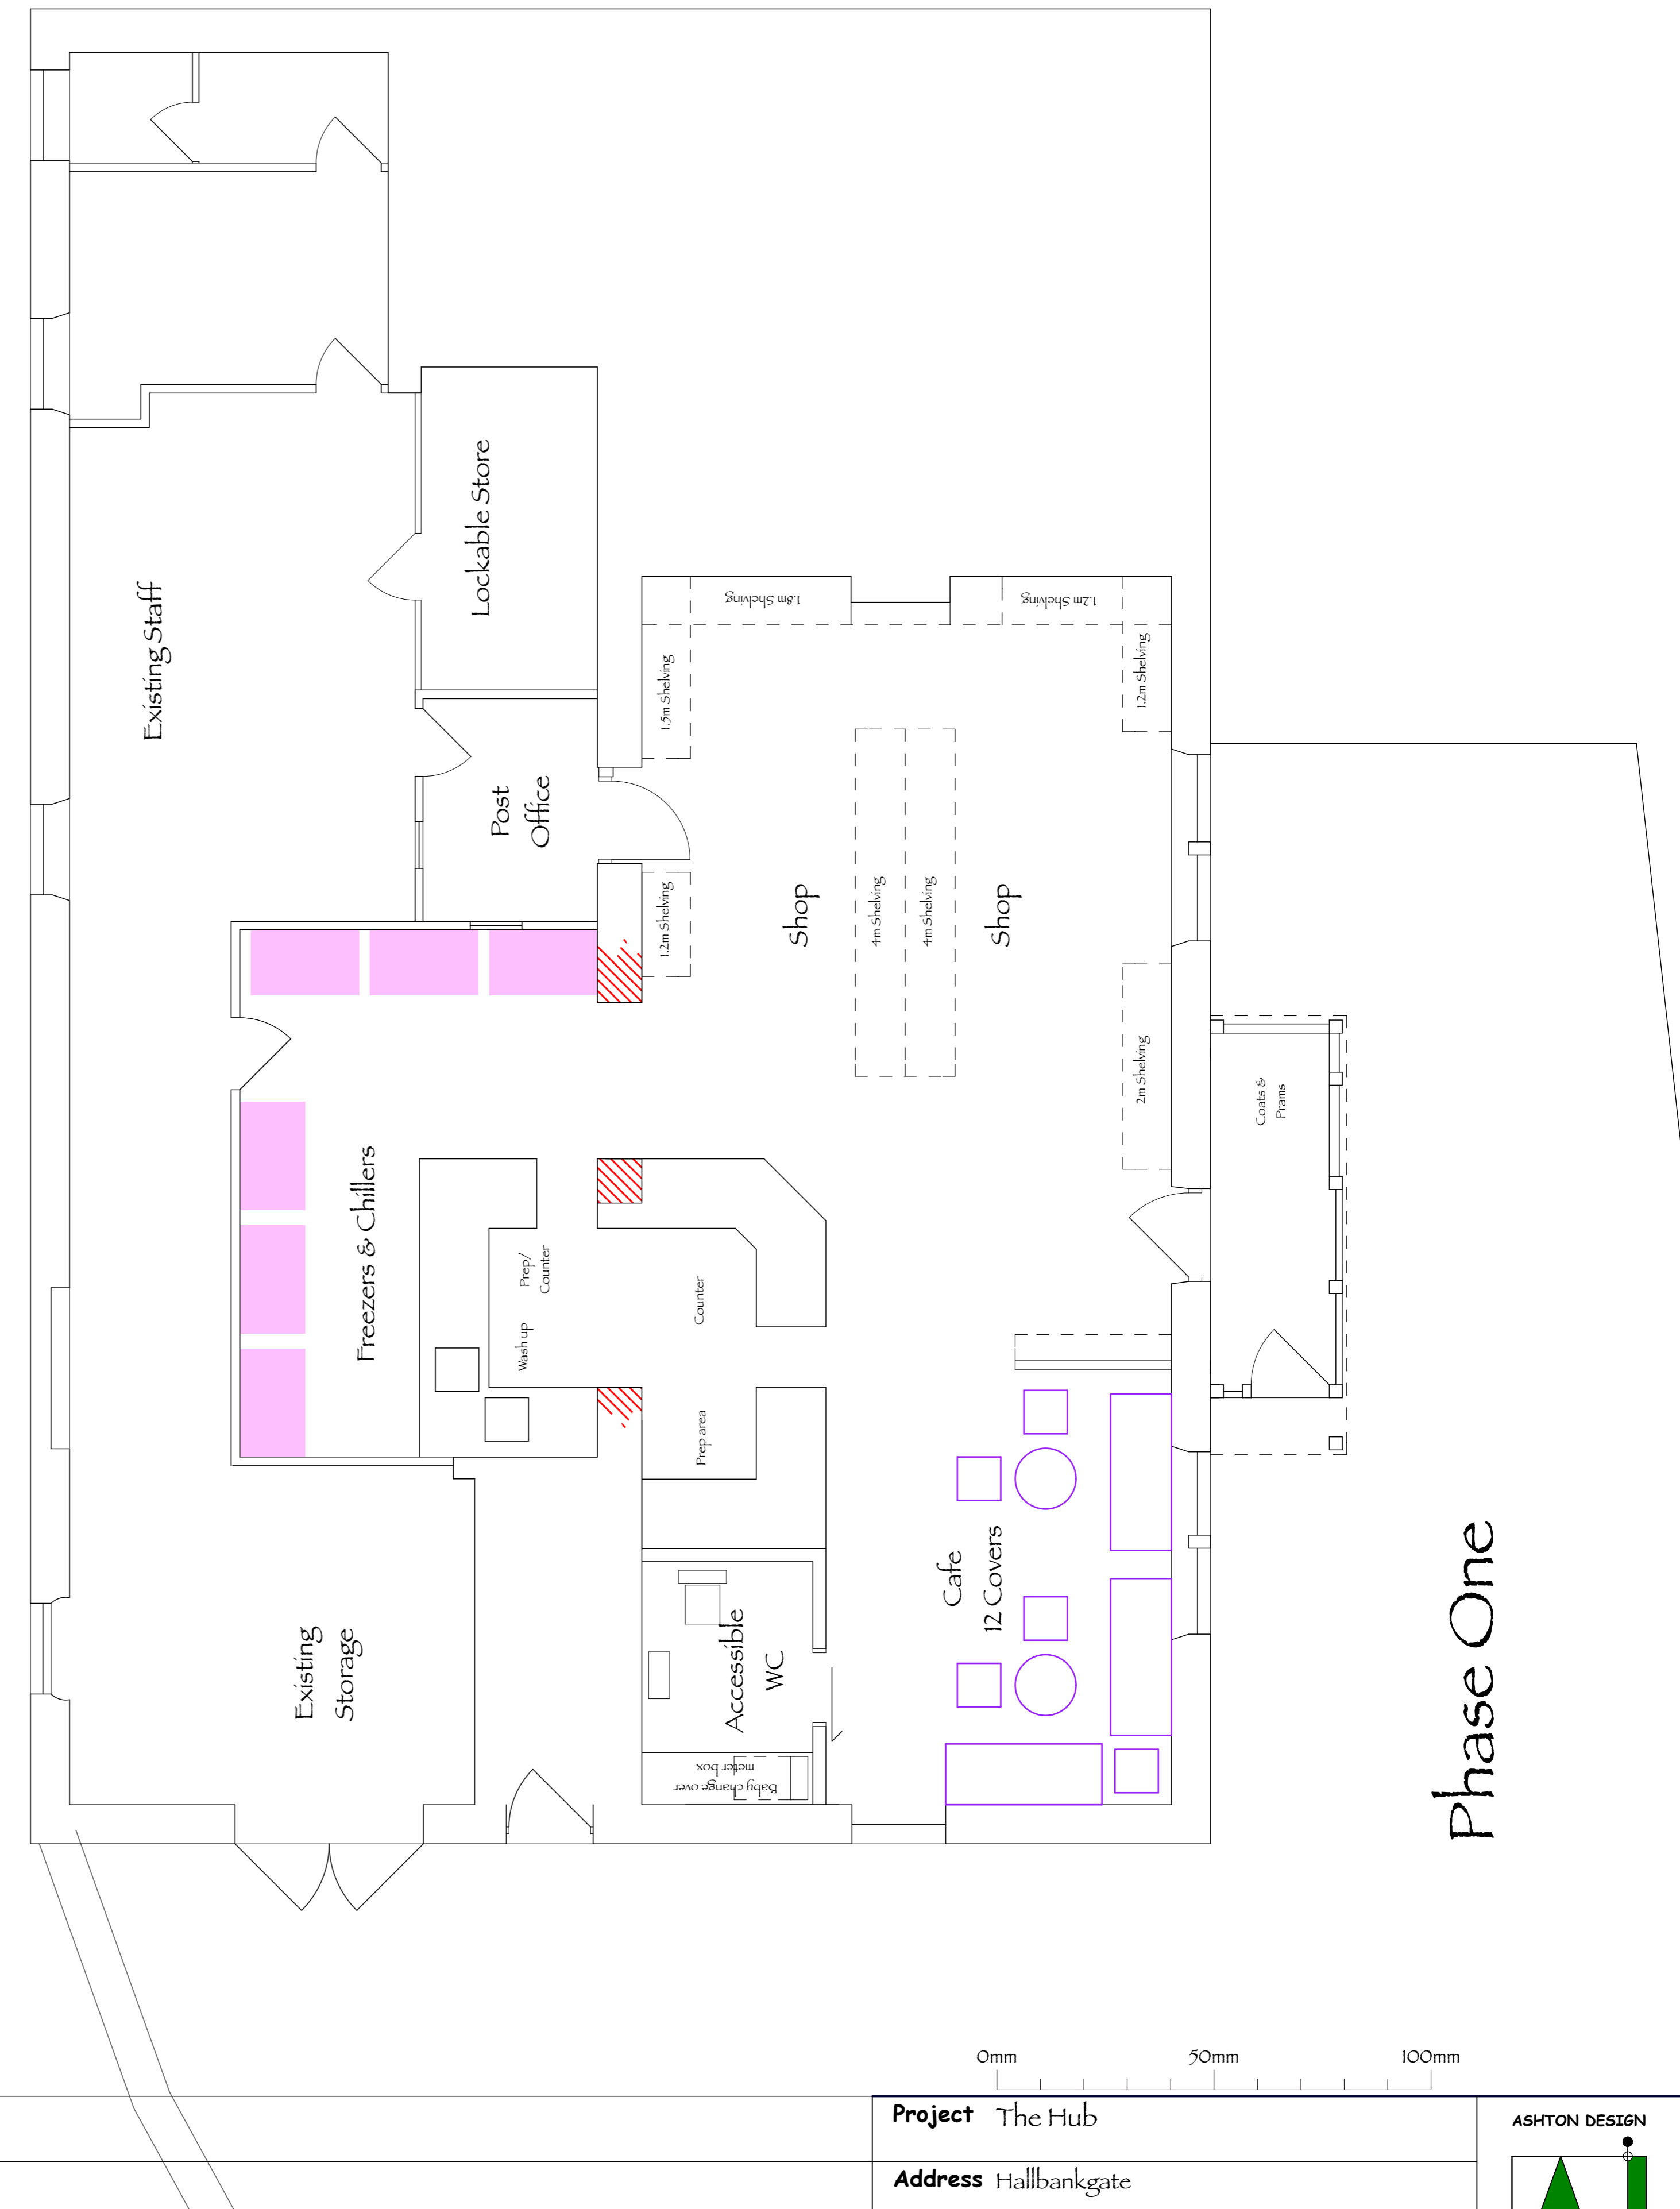 Existing Staff
Lockable Store
1.8m Shelving
1.2m Shelving
1.5m Shelving
1.2m Shelving
Post
Office
1.2m Shelving
Shop
4m Shelving
4m Shelving
Shop
2m Shelving
Coats &
Prams
Freezers & Chillers
Prep/
Counter
Wash up
Counter
Prep area
Cafe
12 Covers
Existing
Storage
Accessible
WC
Baby change over
meter box
Phase One
0mm 50mm 100mm
Project The Hub
ASHTON DESIGN
Address Hallbankgate